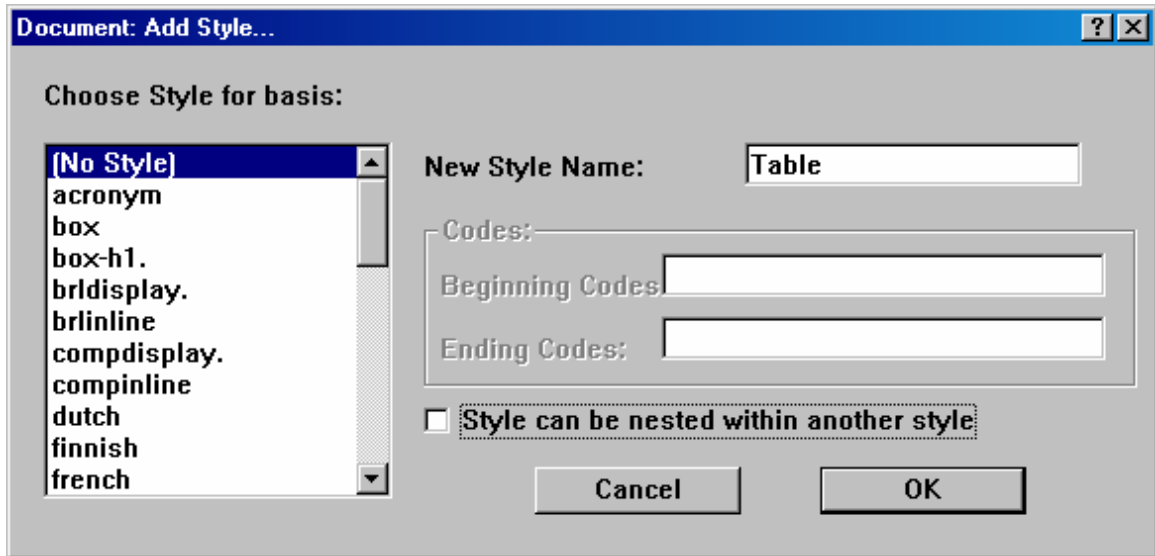 Document: Add Style...
Choose Style for basis:
(No Style)
acronym
box
box-h1.
brldisplay.
brlinline
compdisplay.
compinline
dutch
finnish
french
New Style Name:
Table
Codes:
Beginning Codes
Ending Codes:
Style can be nested within another style
Cancel
OK